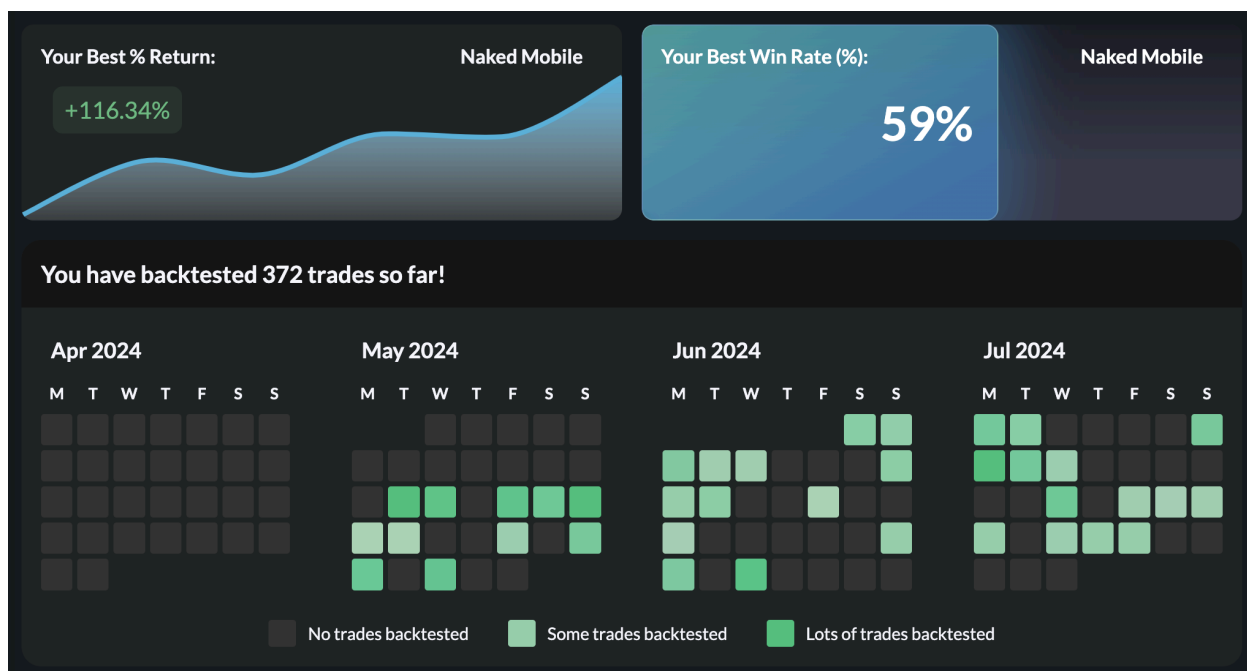 Your Best % Return:
Naked Mobile
+116.34%
Your Best Win Rate (%):
Naked Mobile
59%
You have backtested 372 trades so far!
Apr 2024
May 2024
Jun 2024
Jul 2024
M T W T F S S
M T W T F S S
M T W T F S S
M T W T F S S
No trades backtested
Some trades backtested
Lots of trades backtested